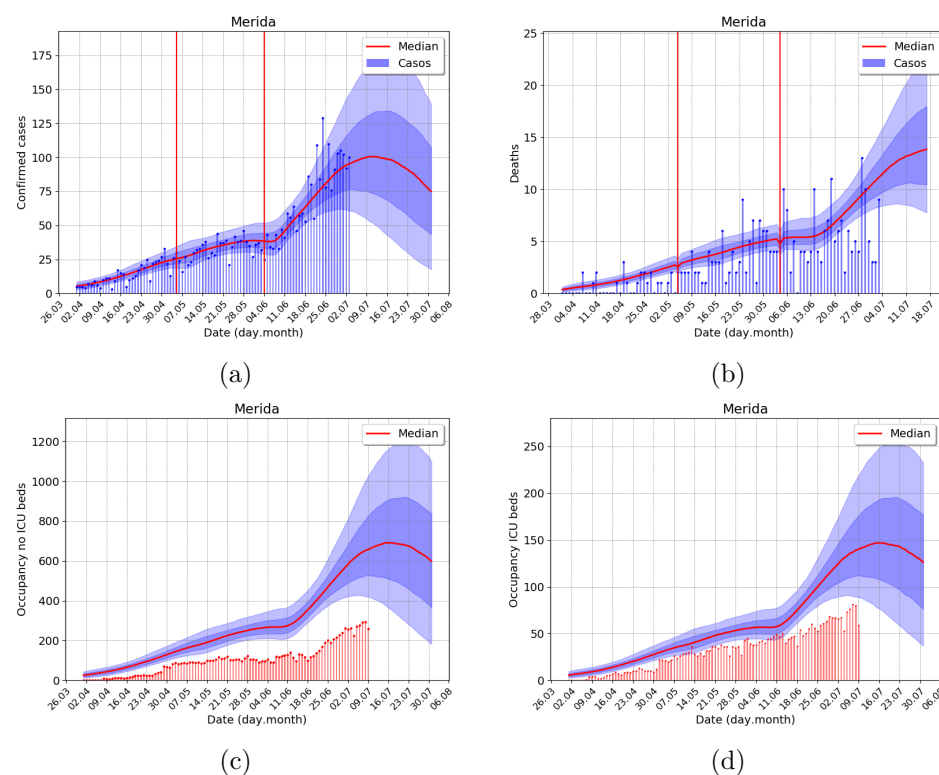 Merida
Median
Casos
Confirmed cases
175
150
125
100
75
50
25
0
26.03 02.04 09.04 16.04 23.04 30.04 07.05 14.05 21.05 28.05 04.06 11.06 18.06 25.06 02.07 09.07 16.07 23.07 30.07 06.08
Date (day.month)
(a)
Merida
Median
Casos
Deaths
25
20
15
10
5
0
28.03 04.04 11.04 18.04 25.04 02.05 09.05 16.05 23.05 30.05 06.06 13.06 20.06 27.06 04.07 11.07 18.07
Date (day.month)
(b)
Merida
Median
Occupancy no ICU beds
1200
1000
800
600
400
200
0
26.03 02.04 09.04 16.04 23.04 30.04 07.05 14.05 21.05 28.05 04.06 11.06 18.06 25.06 02.07 09.07 16.07 23.07 30.07 06.08
Date (day.month)
(c)
Merida
Median
Occupancy ICU beds
250
200
150
100
50
0
26.03 02.04 09.04 16.04 23.04 30.04 07.05 14.05 21.05 28.05 04.06 11.06 18.06 25.06 02.07 09.07 16.07 23.07 30.07
Date (day.month)
(d)